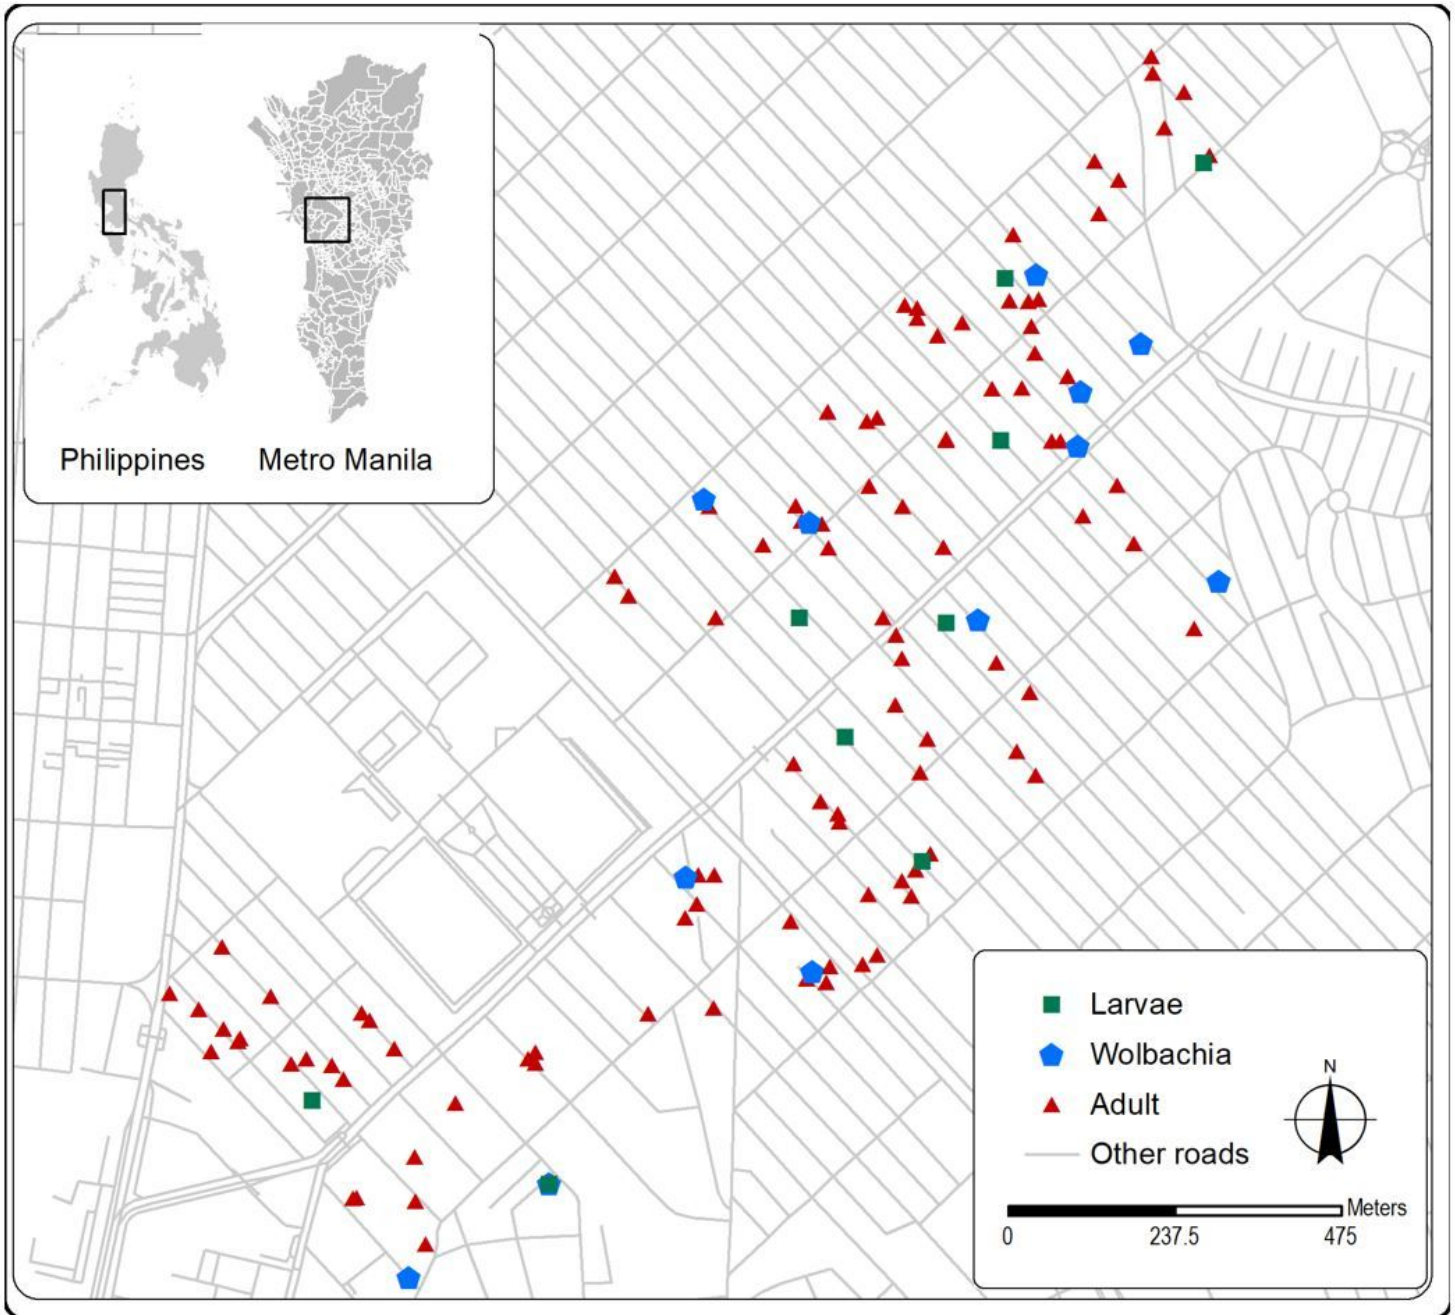 Philippines
Metro Manila
Larvae
Wolbachia
Adult
Other roads
N
Meters
0 237.5 475